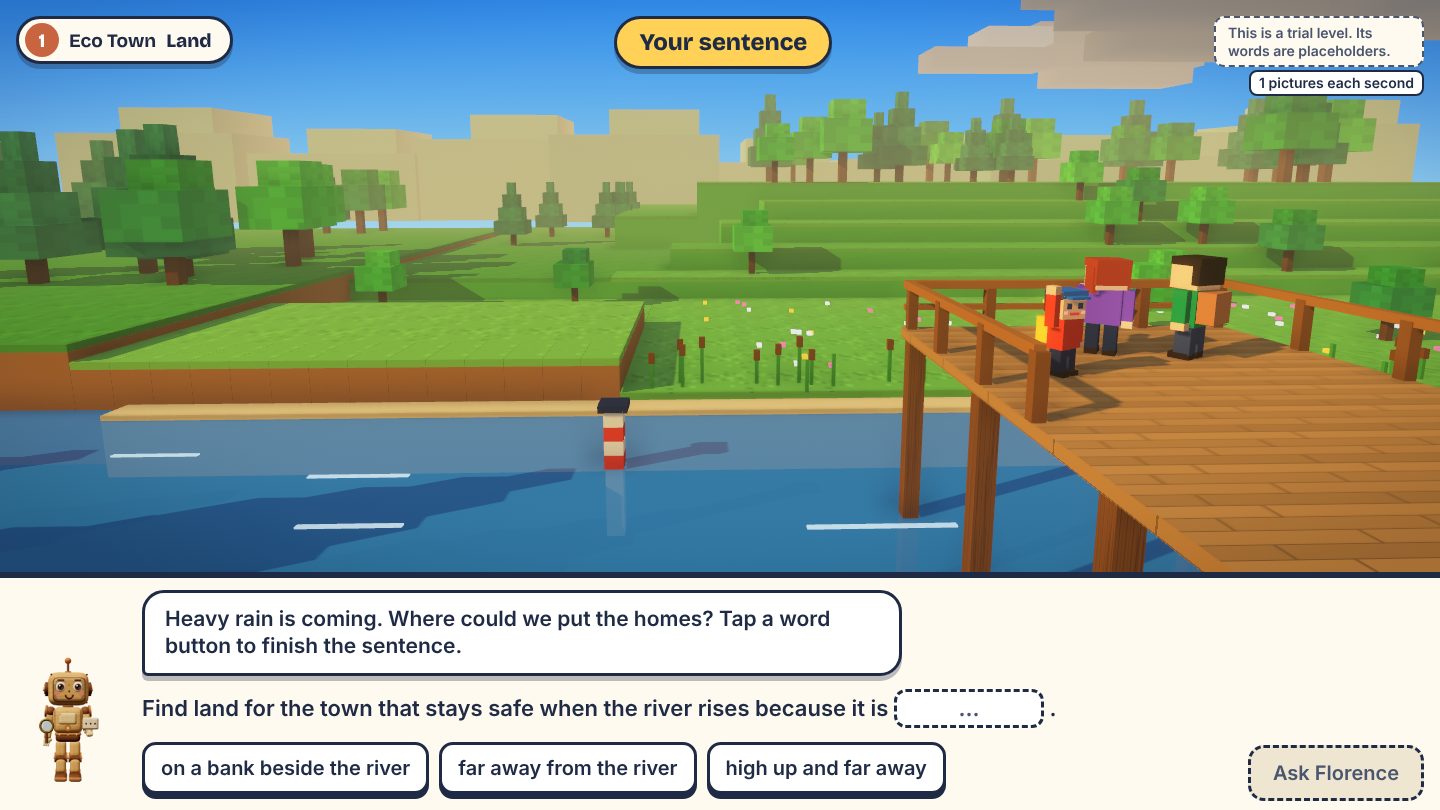 1 Eco Town Land
Your sentence
This is a trial level. Its
words are placeholders.
1 pictures each second
Heavy rain is coming. Where could we put the homes? Tap a word
button to finish the sentence.
Find land for the town that stays safe when the river rises because it is ... .
on a bank beside the river
far away from the river
high up and far away
Ask Florence